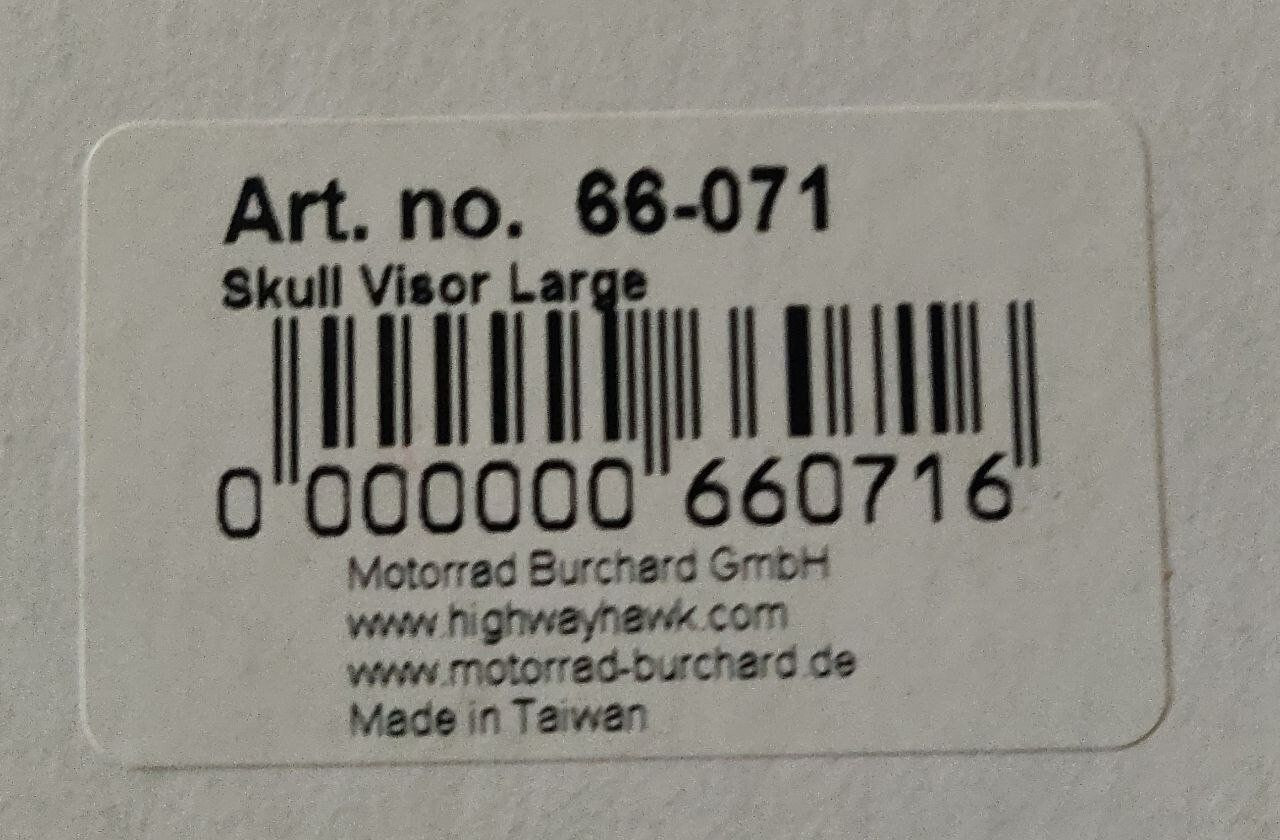 Art. no. 66-071
Skull Visor Large
0 000000 660716
Motorrad Burchard GmbH
www.highwayhawk.com
www.motorrad-burchard.de
Made in Taiwan